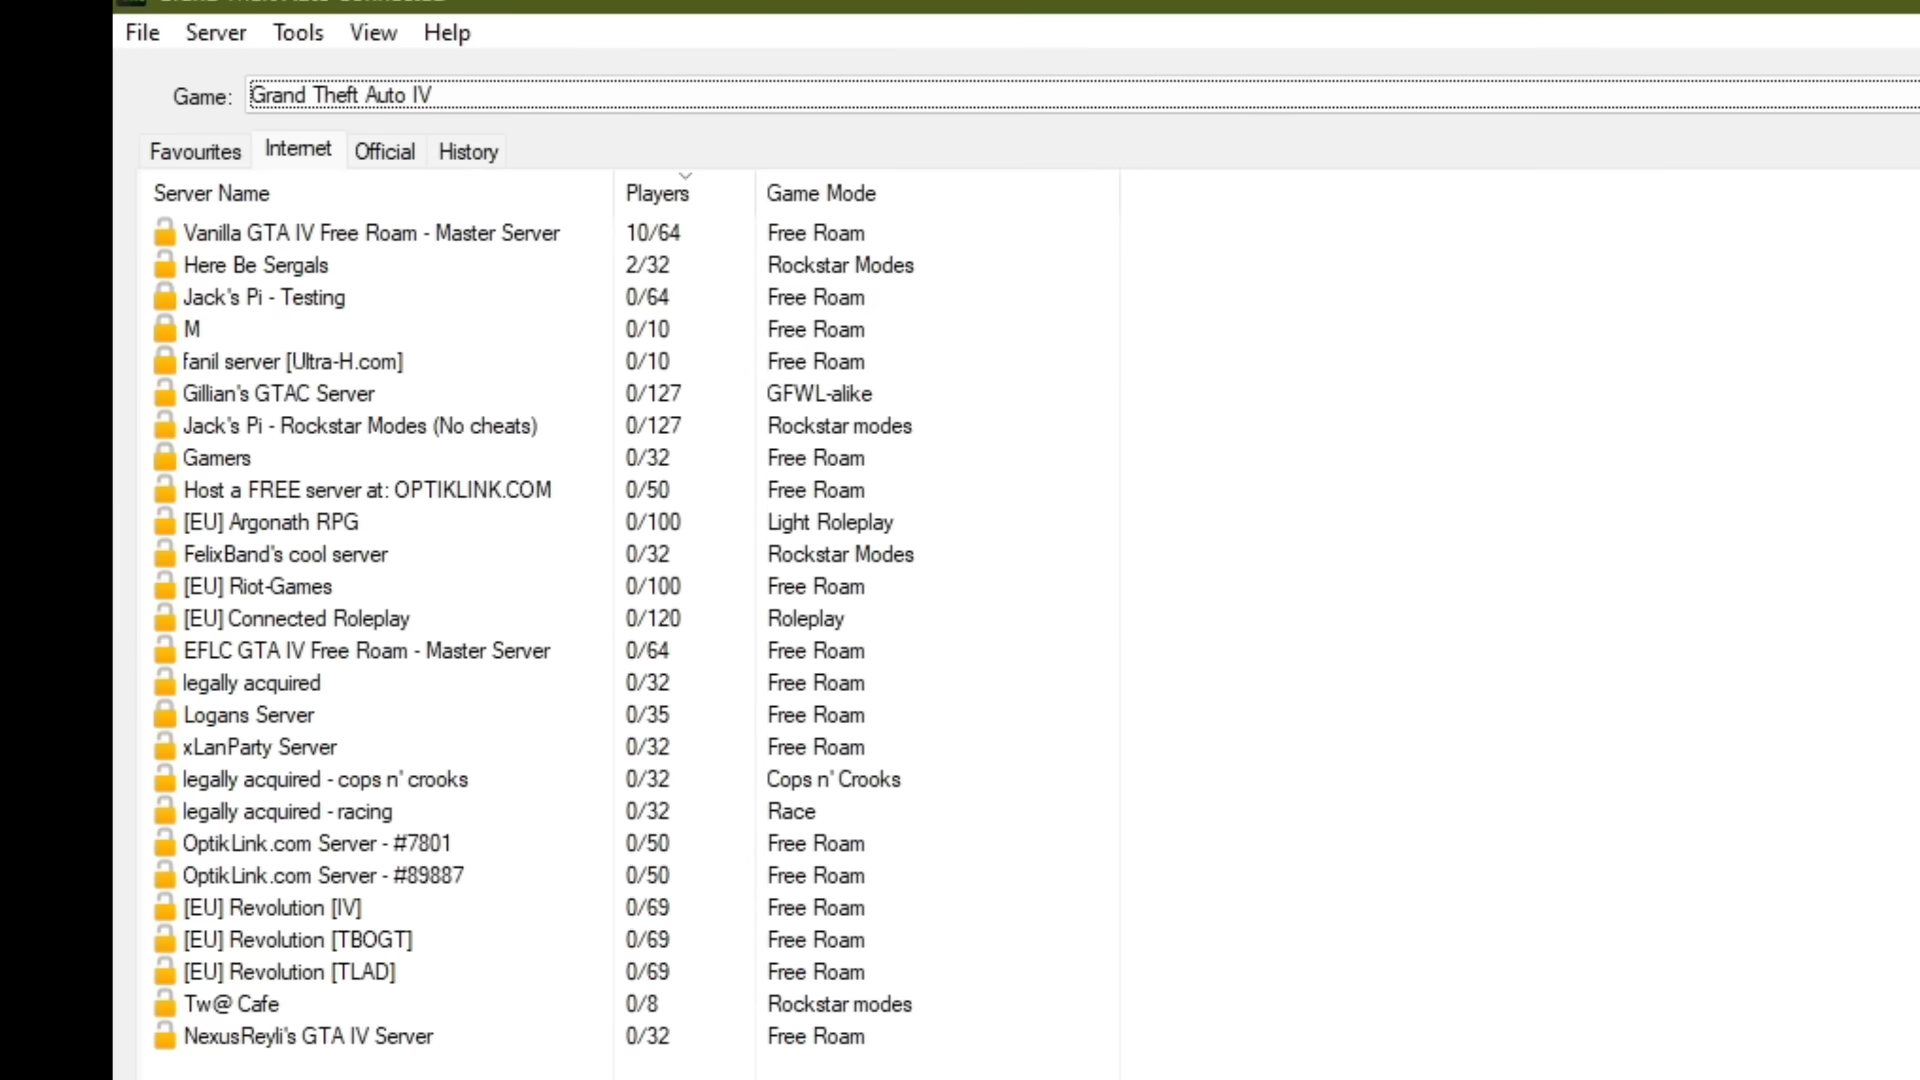 File Server Tools View Help
Game: Grand Theft Auto IV
Favourites Internet Official History
Server Name Players Game Mode
Vanilla GTA IV Free Roam - Master Server 10/64 Free Roam
Here Be Sergals 2/32 Rockstar Modes
Jack's Pi - Testing 0/64 Free Roam
M 0/10 Free Roam
fanil server [Ultra-H.com] 0/10 Free Roam
Gillian's GTAC Server 0/127 GFWL-alike
Jack's Pi - Rockstar Modes (No cheats) 0/127 Rockstar modes
Gamers 0/32 Free Roam
Host a FREE server at: OPTIKLINK.COM 0/50 Free Roam
[EU] Argonath RPG 0/100 Light Roleplay
FelixBand's cool server 0/32 Rockstar Modes
[EU] Riot-Games 0/100 Free Roam
[EU] Connected Roleplay 0/120 Roleplay
EFLC GTA IV Free Roam - Master Server 0/64 Free Roam
legally acquired 0/32 Free Roam
Logans Server 0/35 Free Roam
xLanParty Server 0/32 Free Roam
legally acquired - cops n' crooks 0/32 Cops n' Crooks
legally acquired - racing 0/32 Race
OptikLink.com Server - #7801 0/50 Free Roam
OptikLink.com Server - #89887 0/50 Free Roam
[EU] Revolution [IV] 0/69 Free Roam
[EU] Revolution [TBOGT] 0/69 Free Roam
[EU] Revolution [TLAD] 0/69 Free Roam
Tw@ Cafe 0/8 Rockstar modes
NexusReyli's GTA IV Server 0/32 Free Roam